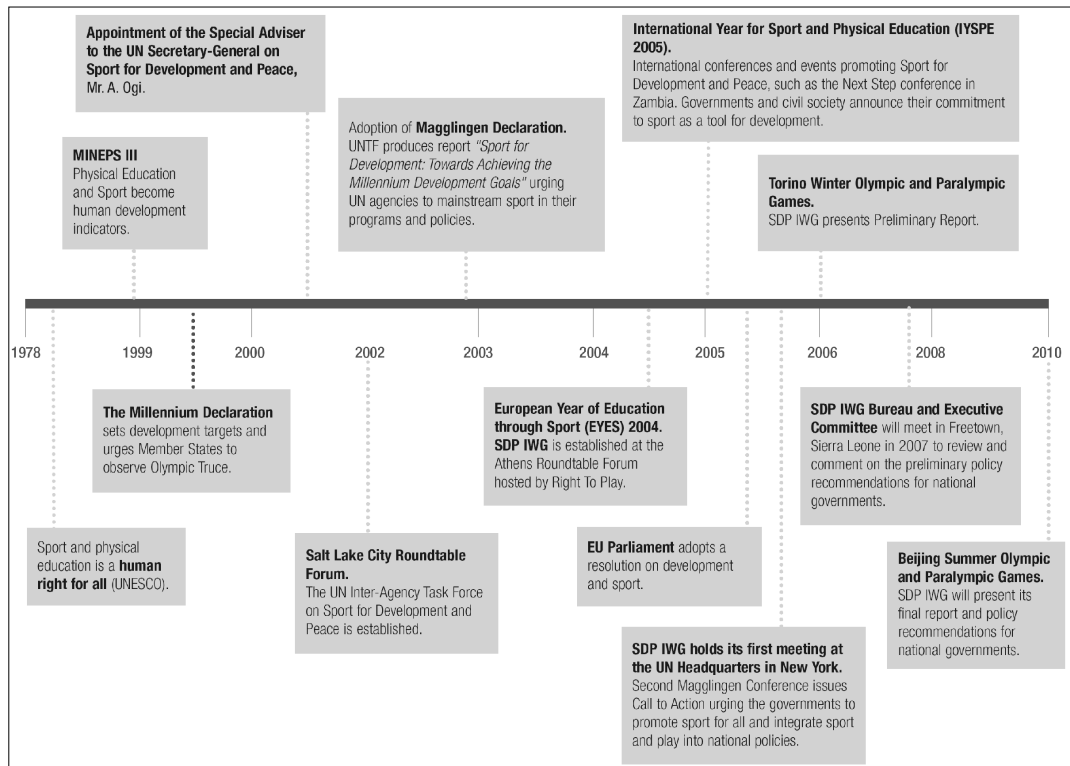 Appointment of the Special Adviser
to the UN Secretary-General on
Sport for Development and Peace,
Mr. A. Ogi.
MINEPS III
Physical Education
and Sport become
human development
indicators.
Adoption of Magglingen Declaration.
UNTF produces report "Sport for
Development: Towards Achieving the
Millennium Development Goals" urging
UN agencies to mainstream sport in their
programs and policies.
International Year for Sport and Physical Education (IYSPE
2005).
International conferences and events promoting Sport for
Development and Peace, such as the Next Step conference in
Zambia. Governments and civil society announce their commitment
to sport as a tool for development.
Torino Winter Olympic and Paralympic
Games.
SDP IWG presents Preliminary Report.
1978
1999
2000
2002
2003
2004
2005
2006
2008
2010
The Millennium Declaration
sets development targets and
urges Member States to
observe Olympic Truce.
European Year of Education
through Sport (EYES) 2004.
SDP IWG is established at the
Athens Roundtable Forum
hosted by Right To Play.
SDP IWG Bureau and Executive
Committee will meet in Freetown,
Sierra Leone in 2007 to review and
comment on the preliminary policy
recommendations for national
governments.
Sport and physical
education is a human
right for all (UNESCO).
Salt Lake City Roundtable
Forum.
The UN Inter-Agency Task Force
on Sport for Development and
Peace is established.
EU Parliament adopts a
resolution on development
and sport.
Beijing Summer Olympic
and Paralympic Games.
SDP IWG will present its
final report and policy
recommendations for
national governments.
SDP IWG holds its first meeting at
the UN Headquarters in New York.
Second Magglingen Conference issues
Call to Action urging the governments to
promote sport for all and integrate sport
and play into national policies.